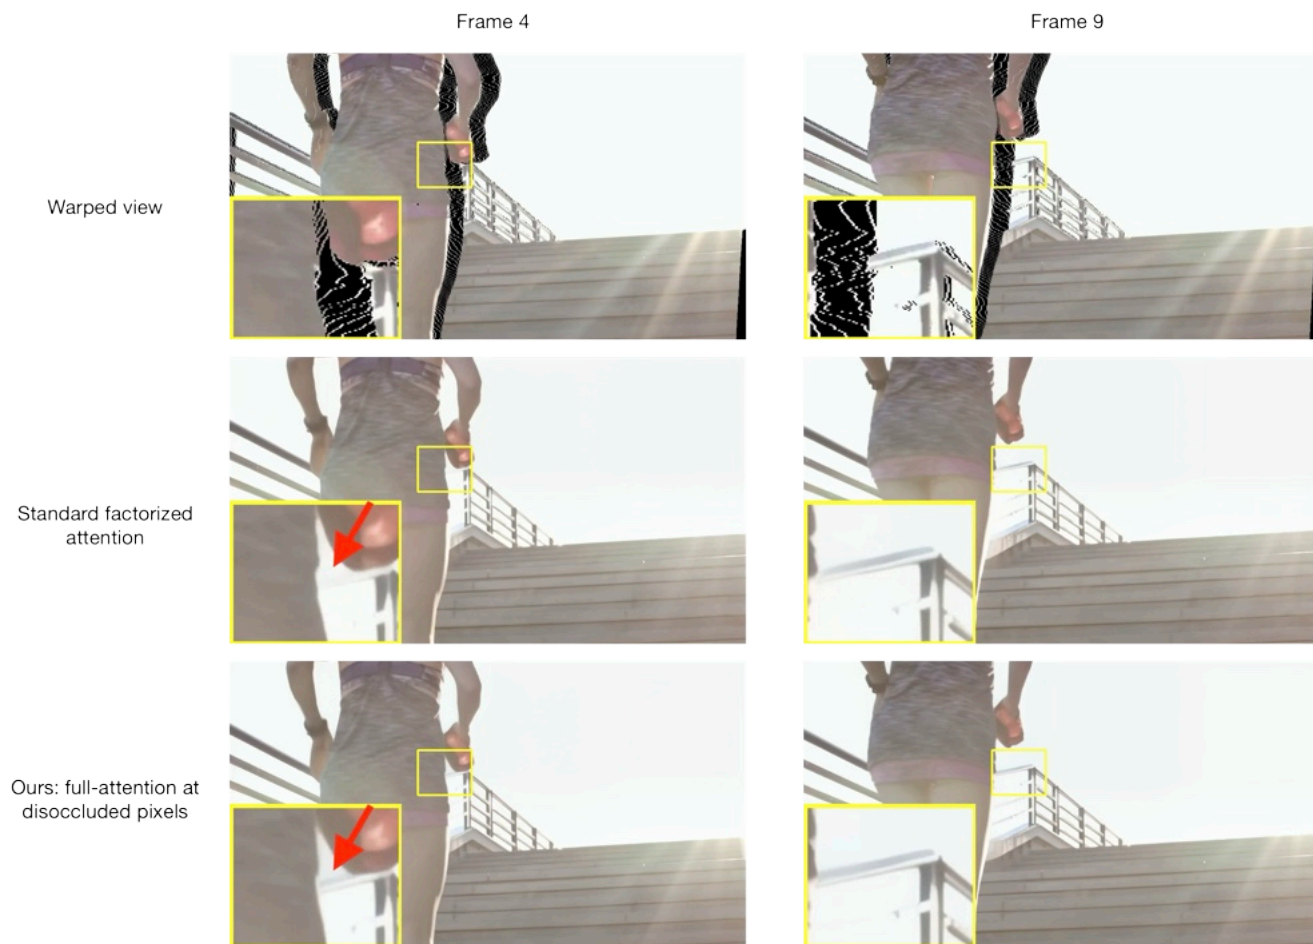 Frame 4
Frame 9
Warped view
Standard factorized
attention
Ours: full-attention at
disoccluded pixels